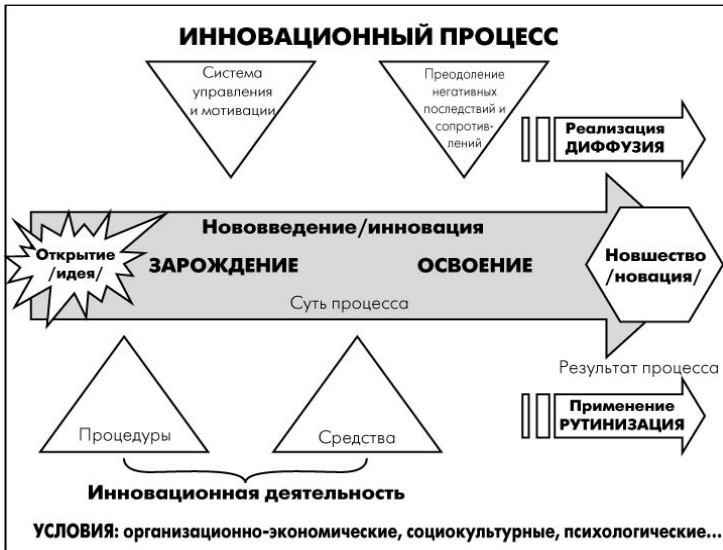 ИННОВАЦИОННЫЙ ПРОЦЕСС
Система
управления
и мотивации
Преодоление
негативных
последствий и
сопротив-
лений
Реализация
ДИФФУЗИЯ
Нововведение/инновация
Открытие
/идея/
ЗАРОЖДЕНИЕ
ОСВОЕНИЕ
Новшество
/новация/
Суть процесса
Результат процесса
Процедуры
Средства
Применение
РУТИНИЗАЦИЯ
Инновационная деятельность
УСЛОВИЯ: организационно-экономические, социокультурные, психологические...